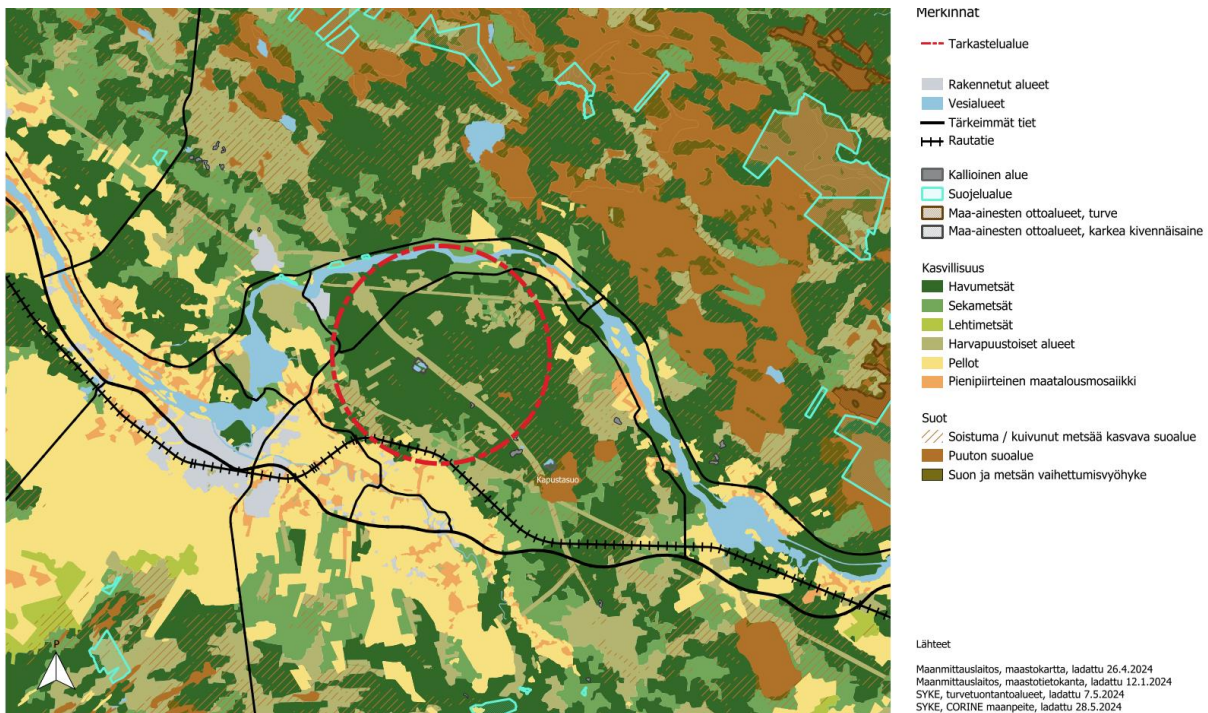 Merkinnät
Tarkastelualue
Rakennetut alueet
Vesialueet
Tärkeimmät tiet
Rautatie
Kallioinen alue
Suojelualue
Maa-ainesten ottoalueet, turve
Maa-ainesten ottoalueet, karkea kivennäisaine
Kasvillisuus
Havumetsät
Sekametsät
Lehtimetsät
Harvapuustoiset alueet
Pellot
Pienipiirteinen maatalousmosaiikki
Suot
Soistuma / kuivunut metsää kasvava suoalue
Puuton suoalue
Suon ja metsän vaihettumisvyöhyke
Kapustasuo
P
Lähteet
Maanmittauslaitos, maastokartta, ladattu 26.4.2024
Maanmittauslaitos, maastotietokanta, ladattu 12.1.2024
SYKE, turvetuontantoalueet, ladattu 7.5.2024
SYKE, CORINE maanpeite, ladattu 28.5.2024